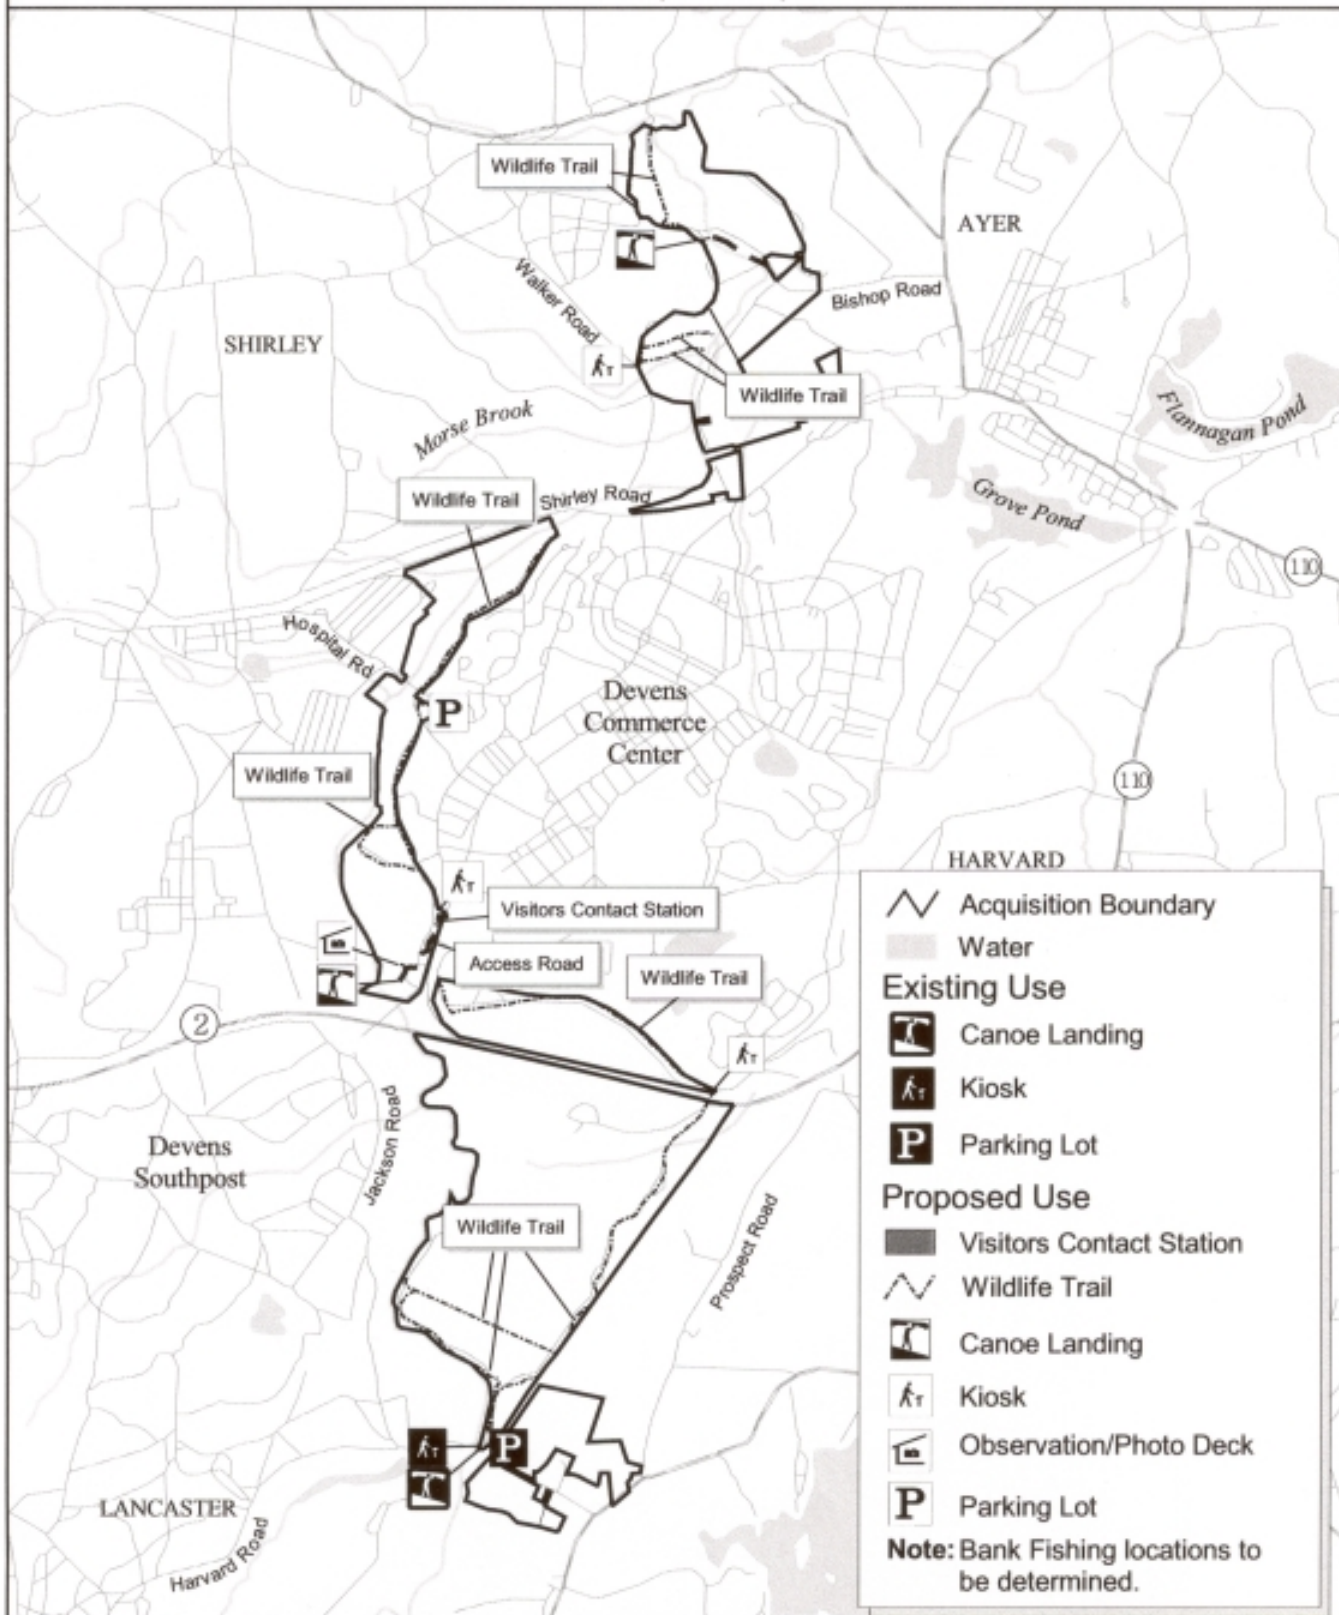 Wildlife Trail
AYER
Walker Road
Bishop Road
SHIRLEY
Wildlife Trail
Flannagan Pond
Morse Brook
Wildlife Trail
Shirley Road
Grove Pond
110
Hospital Rd
Devens
Commerce
Center
P
Wildlife Trail
110
HARVARD
Visitors Contact Station
Access Road
Wildlife Trail
2
Jackson Road
Devens
Southpost
Wildlife Trail
Prospect Road
P
LANCASTER
Harvard Road
Acquisition Boundary
Water
Existing Use
Canoe Landing
Kiosk
P Parking Lot
Proposed Use
Visitors Contact Station
Wildlife Trail
Canoe Landing
Kiosk
Observation/Photo Deck
P Parking Lot
Note: Bank Fishing locations to
be determined.